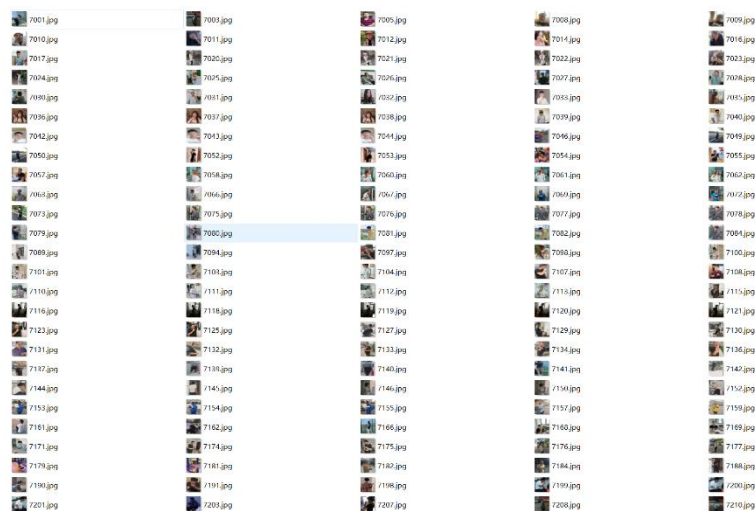 7001.jpg 7003.jpg 7005.jpg 7008.jpg 7009.jpg
7010.jpg 7011.jpg 7012.jpg 7014.jpg 7016.jpg
7017.jpg 7020.jpg 7021.jpg 7022.jpg 7023.jpg
7024.jpg 7025.jpg 7026.jpg 7027.jpg 7028.jpg
7030.jpg 7031.jpg 7032.jpg 7033.jpg 7035.jpg
7036.jpg 7037.jpg 7038.jpg 7039.jpg 7040.jpg
7042.jpg 7043.jpg 7044.jpg 7046.jpg 7049.jpg
7050.jpg 7052.jpg 7053.jpg 7054.jpg 7055.jpg
7057.jpg 7058.jpg 7060.jpg 7061.jpg 7062.jpg
7063.jpg 7066.jpg 7067.jpg 7069.jpg 7072.jpg
7073.jpg 7075.jpg 7076.jpg 7077.jpg 7078.jpg
7079.jpg 7080.jpg 7081.jpg 7082.jpg 7084.jpg
7089.jpg 7094.jpg 7097.jpg 7098.jpg 7100.jpg
7101.jpg 7103.jpg 7104.jpg 7107.jpg 7108.jpg
7110.jpg 7111.jpg 7112.jpg 7113.jpg 7115.jpg
7116.jpg 7118.jpg 7119.jpg 7120.jpg 7121.jpg
7123.jpg 7125.jpg 7127.jpg 7129.jpg 7130.jpg
7131.jpg 7132.jpg 7133.jpg 7134.jpg 7136.jpg
7137.jpg 7140.jpg 7141.jpg 7142.jpg
7144.jpg 7145.jpg 7146.jpg 7150.jpg 7152.jpg
7153.jpg 7154.jpg 7155.jpg 7157.jpg 7159.jpg
7161.jpg 7162.jpg 7166.jpg 7168.jpg 7169.jpg
7171.jpg 7174.jpg 7175.jpg 7176.jpg 7177.jpg
7179.jpg 7181.jpg 7182.jpg 7184.jpg 7188.jpg
7190.jpg 7191.jpg 7198.jpg 7199.jpg 7200.jpg
7201.jpg 7203.jpg 7207.jpg 7208.jpg 7210.jpg